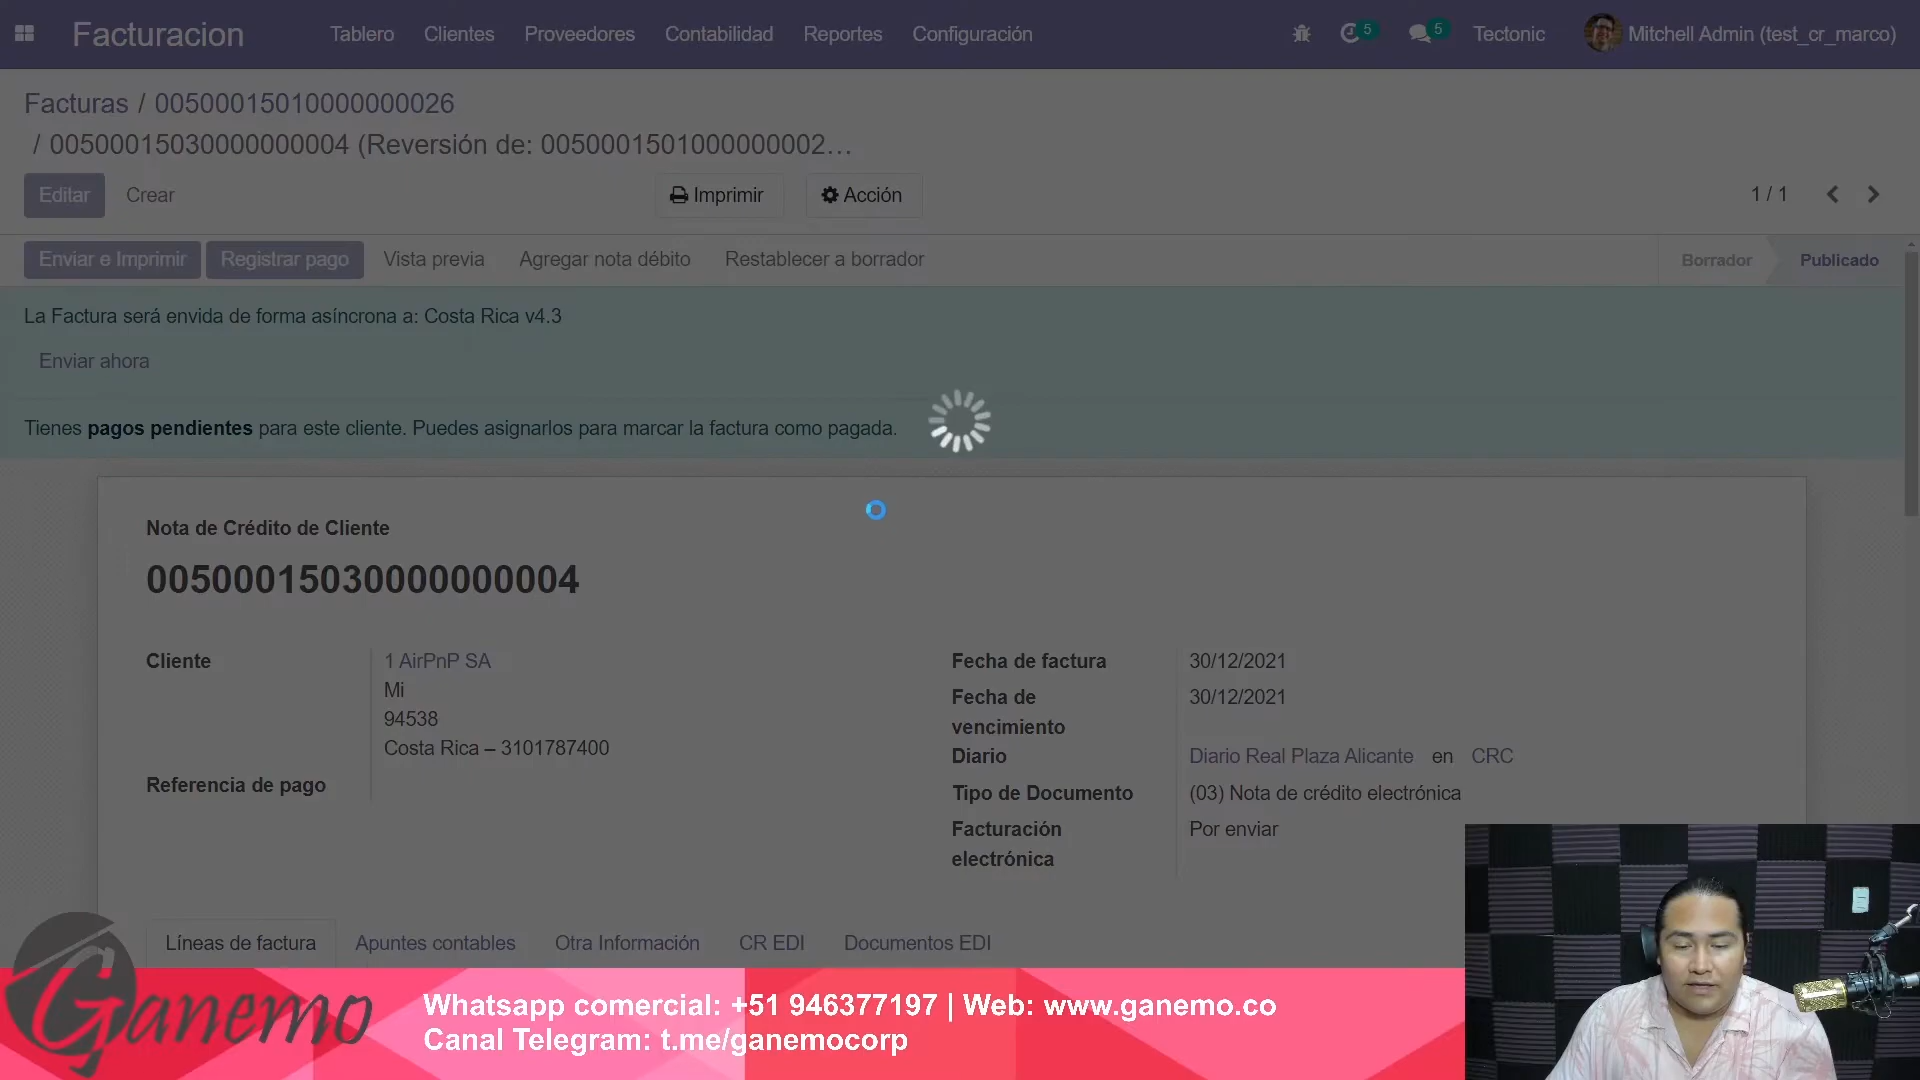 Facturacion
Tablero
Clientes
Proveedores
Contabilidad
Reportes
Configuración
5
5
Tectonic
Mitchell Admin (test_cr_marco)
Facturas / 00500015010000000026
/ 00500015030000000004 (Reversión de: 0050001501000000002…
Editar
Crear
Imprimir
Acción
1 / 1
Enviar e Imprimir
Registrar pago
Vista previa
Agregar nota débito
Restablecer a borrador
Borrador
Publicado
La Factura será envida de forma asíncrona a: Costa Rica v4.3
Enviar ahora
Tienes pagos pendientes para este cliente. Puedes asignarlos para marcar la factura como pagada.
Nota de Crédito de Cliente
00500015030000000004
Cliente
1 AirPnP SA
Mi
94538
Costa Rica – 3101787400
Referencia de pago
Fecha de factura
30/12/2021
Fecha de
vencimiento
30/12/2021
Diario
Diario Real Plaza Alicante en CRC
Tipo de Documento
(03) Nota de crédito electrónica
Facturación
electrónica
Por enviar
Líneas de factura
Apuntes contables
Otra Información
CR EDI
Documentos EDI
Ganemo
Whatsapp comercial: +51 946377197 | Web: www.ganemo.co
Canal Telegram: t.me/ganemocorp